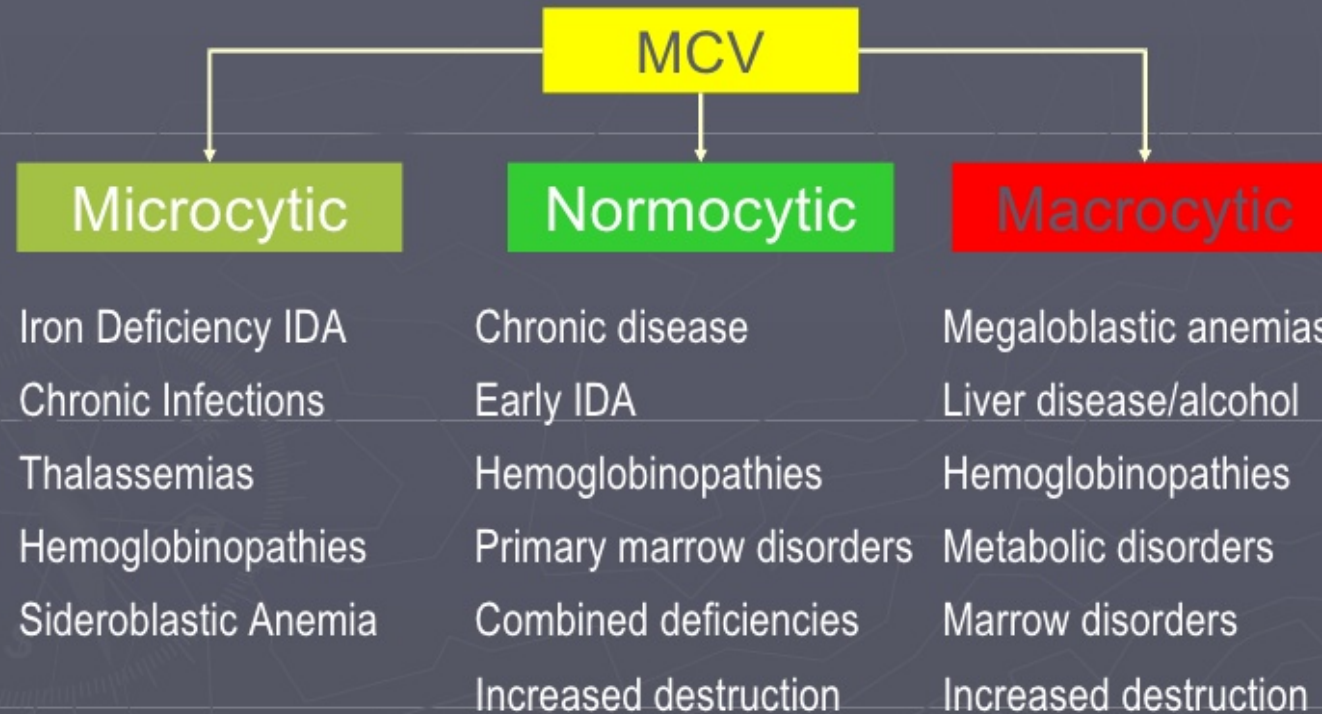 MCV
Microcytic
Normocytic
Macrocytic
Iron Deficiency IDA
Chronic Infections
Thalassemias
Hemoglobinopathies
Sideroblastic Anemia
Chronic disease
Early IDA
Hemoglobinopathies
Primary marrow disorders
Combined deficiencies
Increased destruction
Megaloblastic anemias
Liver disease/alcohol
Hemoglobinopathies
Metabolic disorders
Marrow disorders
Increased destruction